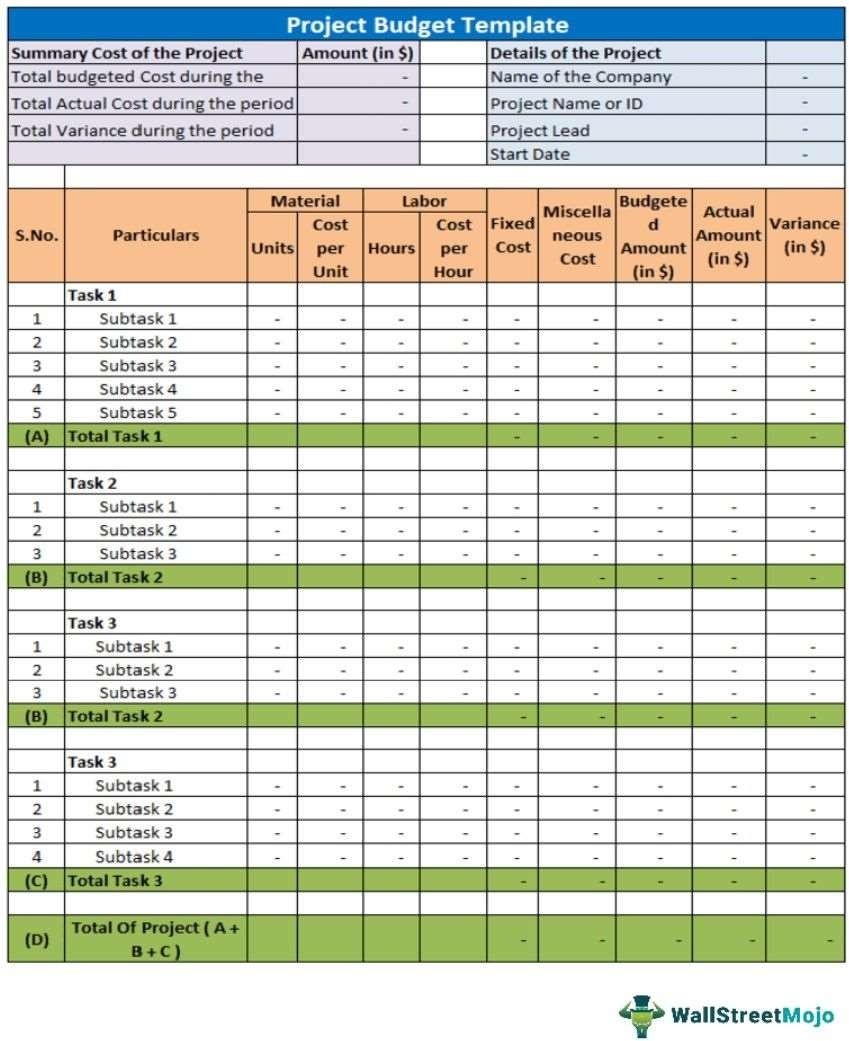 Project Budget Template
Summary Cost of the Project Amount (in $) Details of the Project
Total budgeted Cost during the - Name of the Company -
Total Actual Cost during the period - Project Name or ID -
Total Variance during the period - Project Lead -
Start Date -
S.No. Particulars Material Labor Fixed Cost Miscella neous Cost Budgete d Amount (in $) Actual Amount (in $) Variance (in $)
Units Cost per Unit Hours Cost per Hour
Task 1
1 Subtask 1 - - - - - - - - -
2 Subtask 2 - - - - - - - - -
3 Subtask 3 - - - - - - - - -
4 Subtask 4 - - - - - - - - -
5 Subtask 5 - - - - - - - - -
(A) Total Task 1 - - - - -
Task 2
1 Subtask 1 - - - - - - - - -
2 Subtask 2 - - - - - - - - -
3 Subtask 3 - - - - - - - - -
(B) Total Task 2 - - - - -
Task 3
1 Subtask 1 - - - - - - - - -
2 Subtask 2 - - - - - - - - -
3 Subtask 3 - - - - - - - - -
(B) Total Task 2 - - - - -
Task 3
1 Subtask 1 - - - - - - - - -
2 Subtask 2 - - - - - - - - -
3 Subtask 3 - - - - - - - - -
4 Subtask 4 - - - - - - - - -
(C) Total Task 3 - - - - -
(D) Total Of Project ( A + B + C ) - - - - -
WallStreetMojo